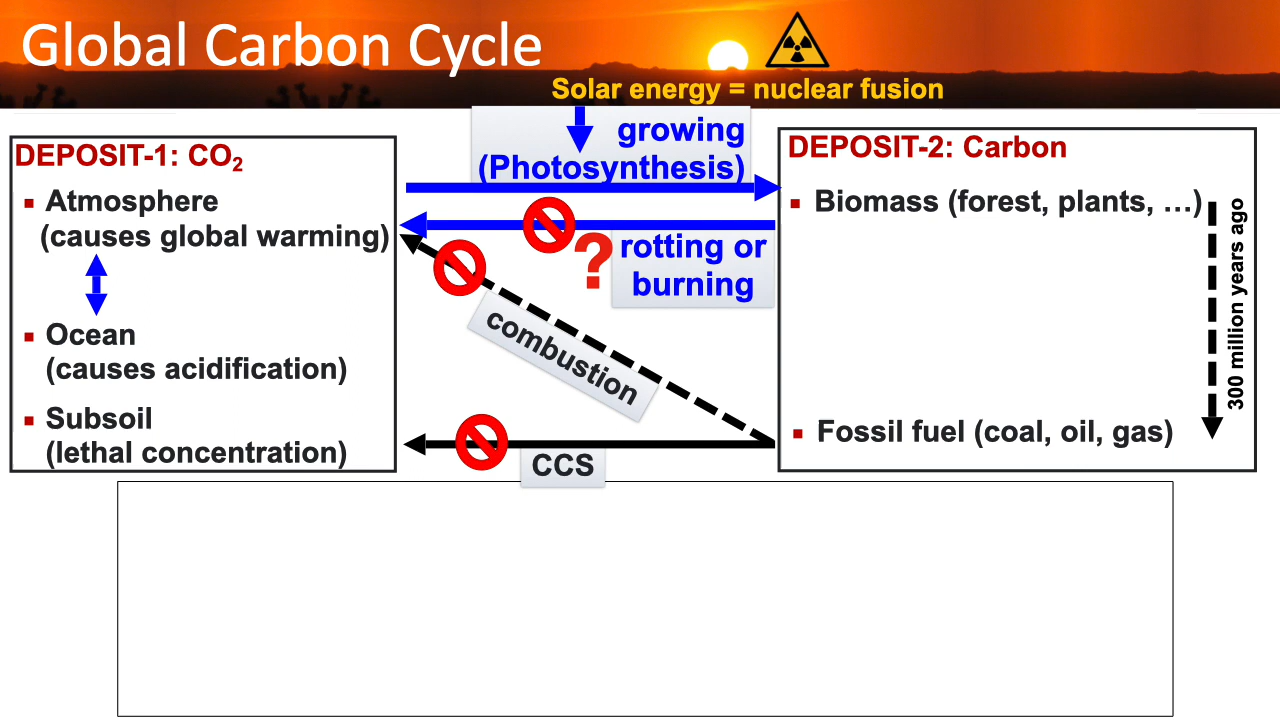 Global Carbon Cycle
Solar energy = nuclear fusion
growing
(Photosynthesis)
DEPOSIT-1: CO₂
▪ Atmosphere
(causes global warming)
▪ Ocean
(causes acidification)
▪ Subsoil
(lethal concentration)
?
rotting or
burning
combustion
CCS
DEPOSIT-2: Carbon
▪ Biomass (forest, plants, …)
300 million years ago
▪ Fossil fuel (coal, oil, gas)